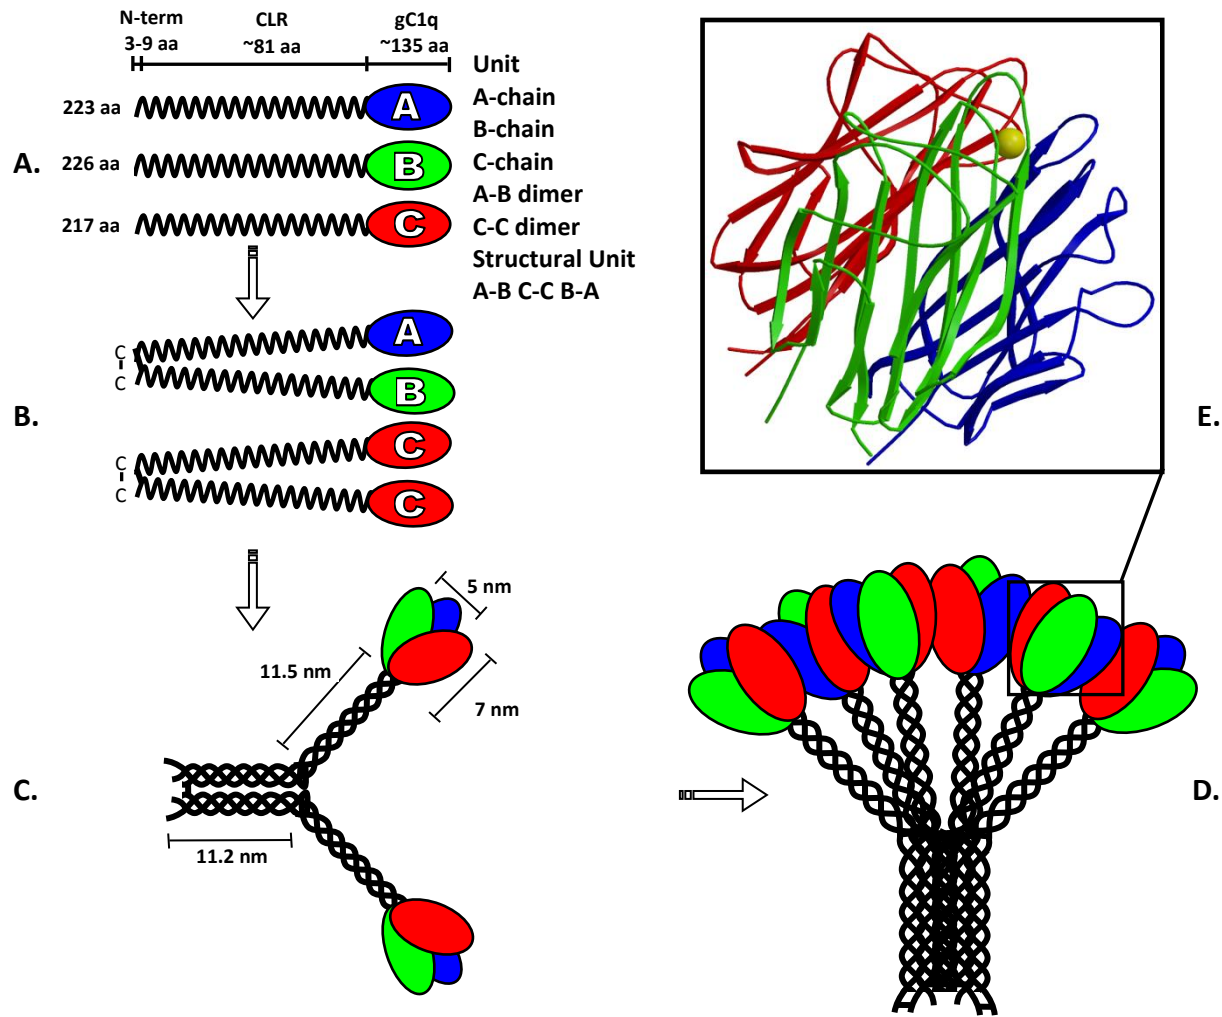 N-term
CLR
gC1q
3-9 aa
~81 aa
~135 aa
Unit
A-chain
B-chain
C-chain
A-B dimer
C-C dimer
Structural Unit
A-B C-C B-A
A.
223 aa
A
226 aa
B
217 aa
C
B.
C
C
A
B
C
C
C
C
E.
5 nm
11.5 nm
7 nm
C.
11.2 nm
D.